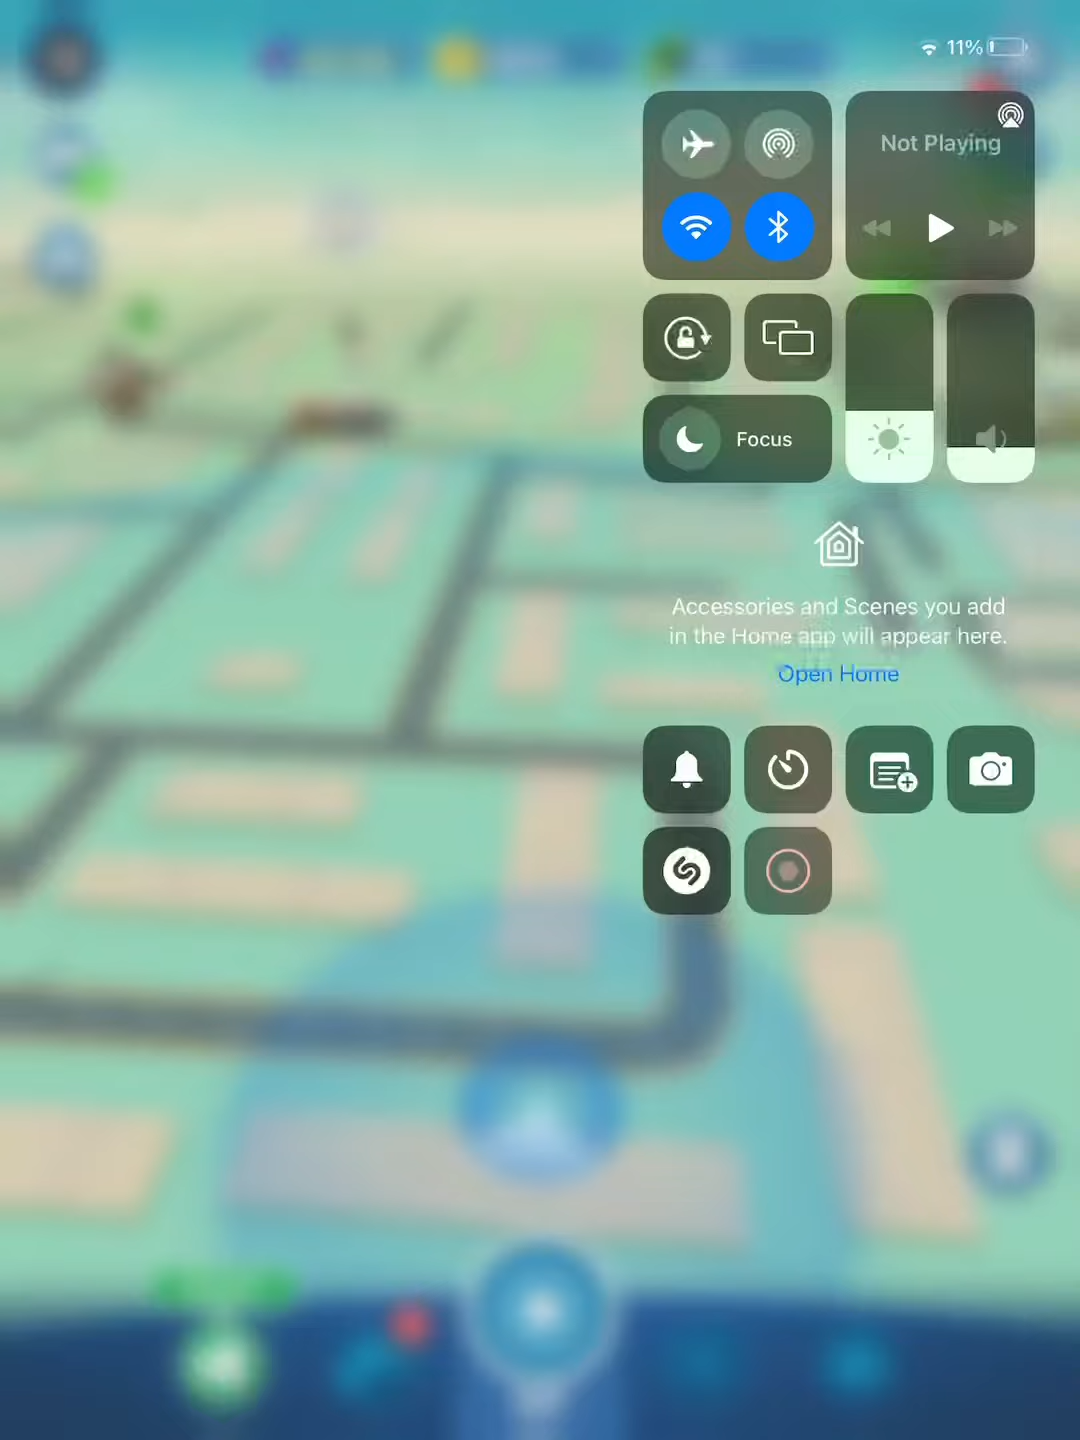 11%
Not Playing
Focus
Accessories and Scenes you add
in the Home app will appear here.
Open Home